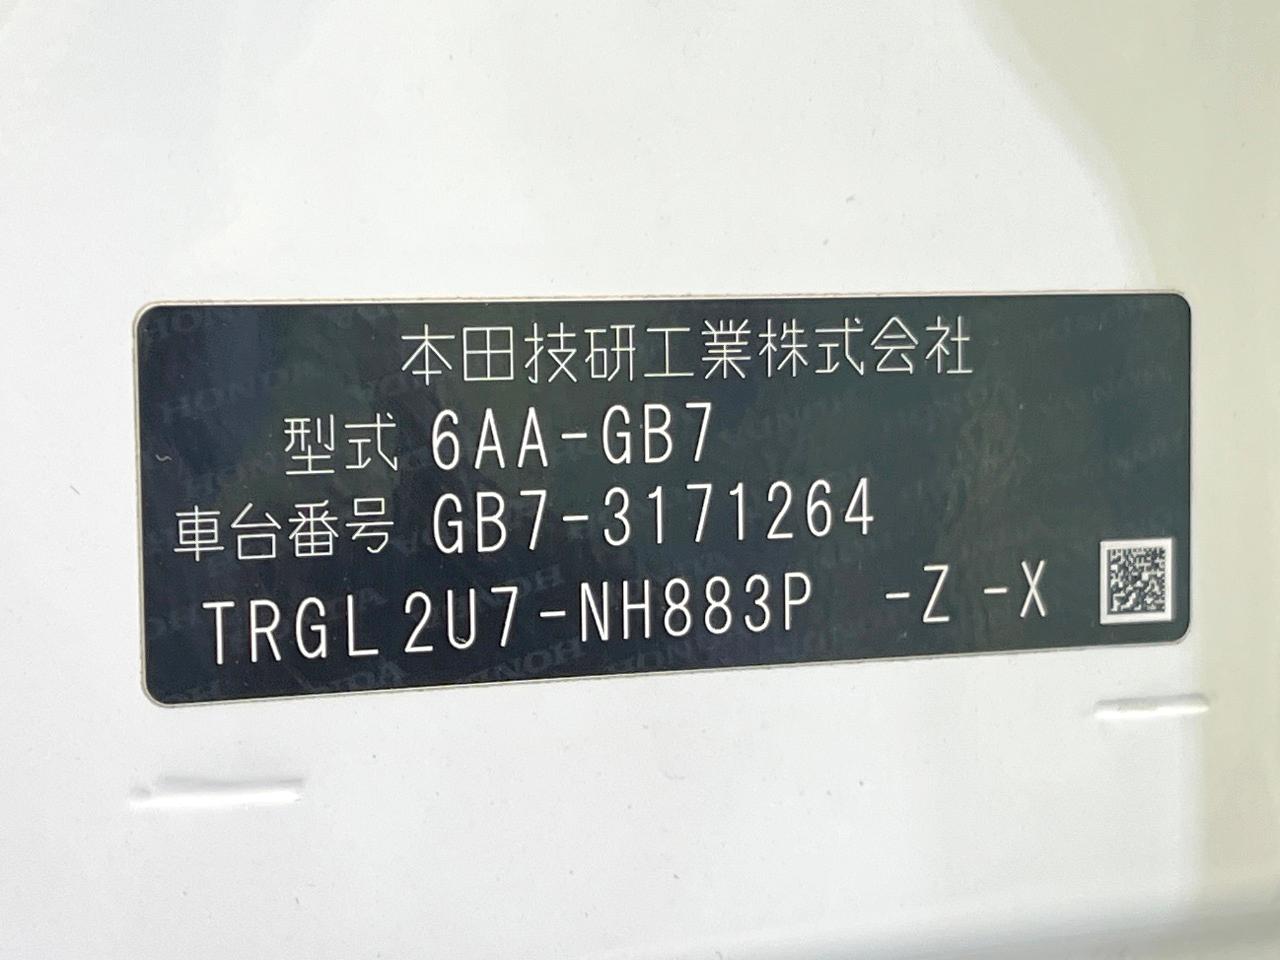 本田技研工業株式会社
型式 6AA-GB7
車台番号 GB7-3171264
TRGL2U7-NH883P -Z -X